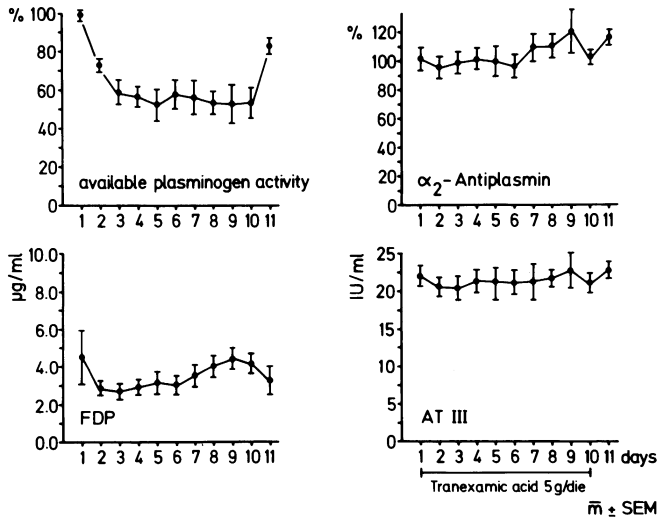 %
100
80
60
40
20
0
available plasminogen activity
1 2 3 4 5 6 7 8 9 10 11
%
120
100
80
60
40
20
0
α₂-Antiplasmin
1 2 3 4 5 6 7 8 9 10 11
µg/ml
10.0
8.0
6.0
4.0
2.0
0.0
FDP
1 2 3 4 5 6 7 8 9 10 11
IU/ml
25
20
15
10
5
0
AT III
1 2 3 4 5 6 7 8 9 10 11 days
Tranexamic acid 5g/die
m̅ ± SEM